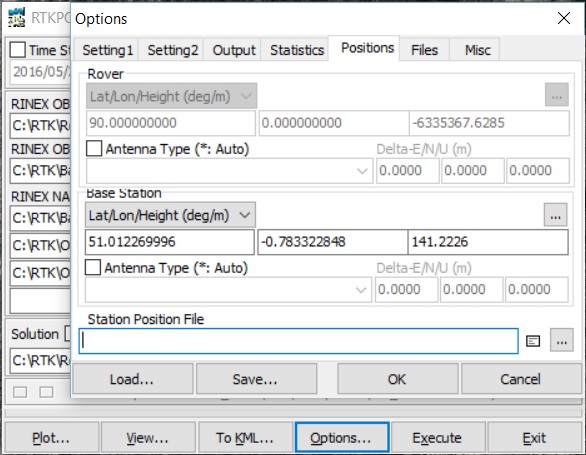 RTKPO
Options
Time St
2016/05/2
RINEX OB
C:\RTK\Ro
RINEX OB
C:\RTK\Ba
RINEX NA
C:\RTK\Ba
C:\RTK\O
C:\RTK\O
Solution
C:\RTK\Ro
Setting1 Setting2 Output Statistics Positions Files Misc
Rover
Lat/Lon/Height (deg/m) ...
90.000000000 0.000000000 -6335367.6285
Antenna Type (*: Auto) Delta-E/N/U (m)
0.0000 0.0000 0.0000
Base Station
Lat/Lon/Height (deg/m) ...
51.012269996 -0.783322848 141.2226
Antenna Type (*: Auto) Delta-E/N/U (m)
0.0000 0.0000 0.0000
Station Position File
...
Load... Save... OK Cancel
Plot... View... To KML... Options... Execute Exit